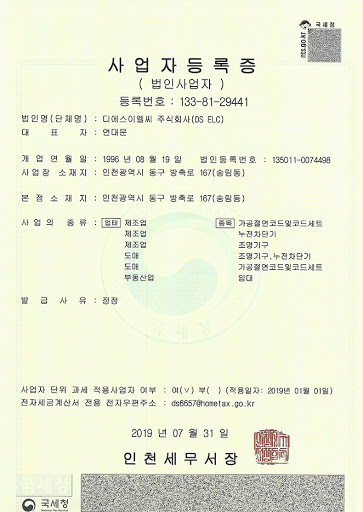 국세청
nts.go.kr
사업자등록증
( 법인사업자 )
등록번호 : 133-81-29441
법인명(단체명) : 디에스이엘씨 주식회사(DS ELC)
대 표 자 : 연대문
개 업 연 월 일 : 1996 년 08 월 19 일 법인등록번호 : 135011-0074498
사업장 소재지 : 인천광역시 동구 방축로 167(송림동)
본 점 소 재 지 : 인천광역시 동구 방축로 167(송림동)
사 업 의 종 류 : 업태 제조업 종목 가공절연코드및코드세트
제조업 누전차단기
제조업 조명기구
도매 조명기구,누전차단기
도매 가공절연코드및코드세트
부동산업 임대
국세청
발 급 사 유 : 정정
사업자 단위 과세 적용사업자 여부 : 여(∨) 부( ) (적용일자: 2019년 01월 01일)
전자세금계산서 전용 전자우편주소 : ds6657@hometax.go.kr
2019 년 07 월 31 일
인천세무서장
국세청
국세청
National Tax Service